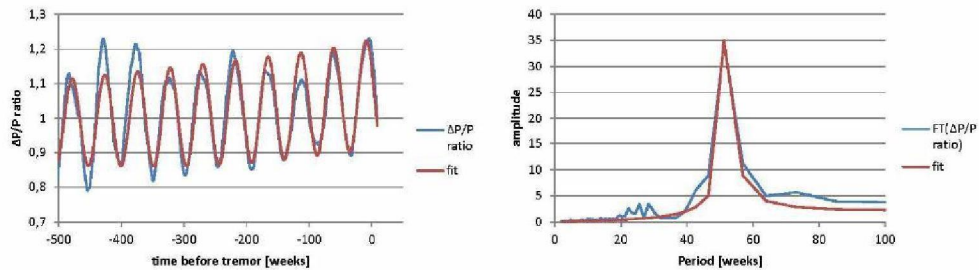 1,3
1,2
1,1
1
0,9
0,8
0,7
ΔP/P ratio
-500
-400
-300
-200
-100
0
time before tremor [weeks]
ΔP/P
ratio
fit
40
35
30
25
20
15
10
5
0
amplitude
0
20
40
60
80
100
Period [weeks]
FT(ΔP/P
ratio)
fit